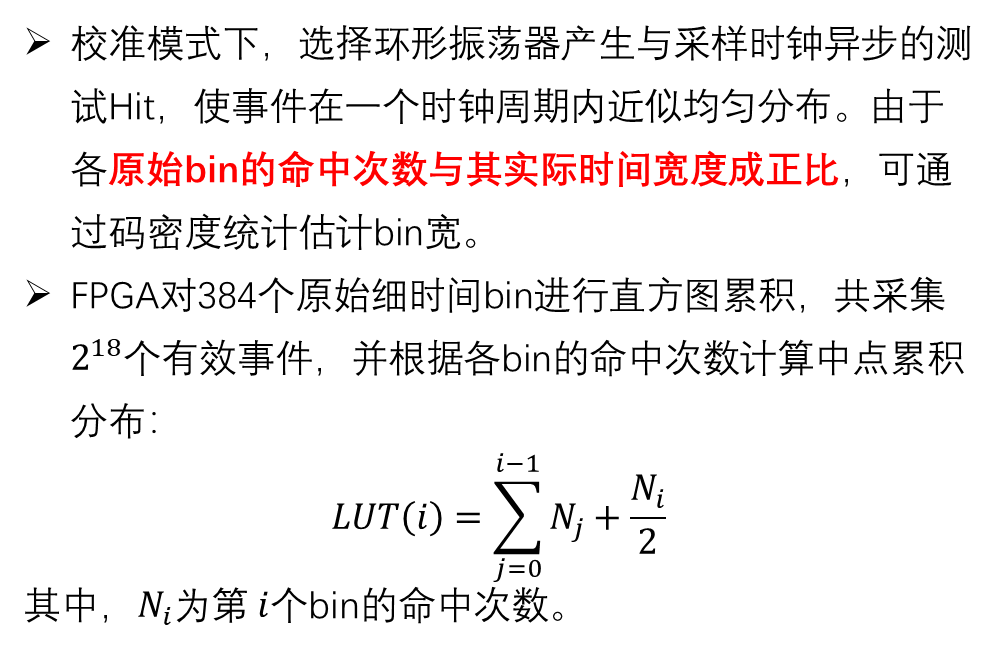 ➢ 校准模式下，选择环形振荡器产生与采样时钟异步的测
试Hit，使事件在一个时钟周期内近似均匀分布。由于
各原始bin的命中次数与其实际时间宽度成正比，可通
过码密度统计估计bin宽。
➢ FPGA对384个原始细时间bin进行直方图累积，共采集
2^{18}个有效事件，并根据各bin的命中次数计算中点累积
分布：
LUT(i) = \sum_{j=0}^{i-1} N_j + \frac{N_i}{2}
其中，N_i为第 i个bin的命中次数。